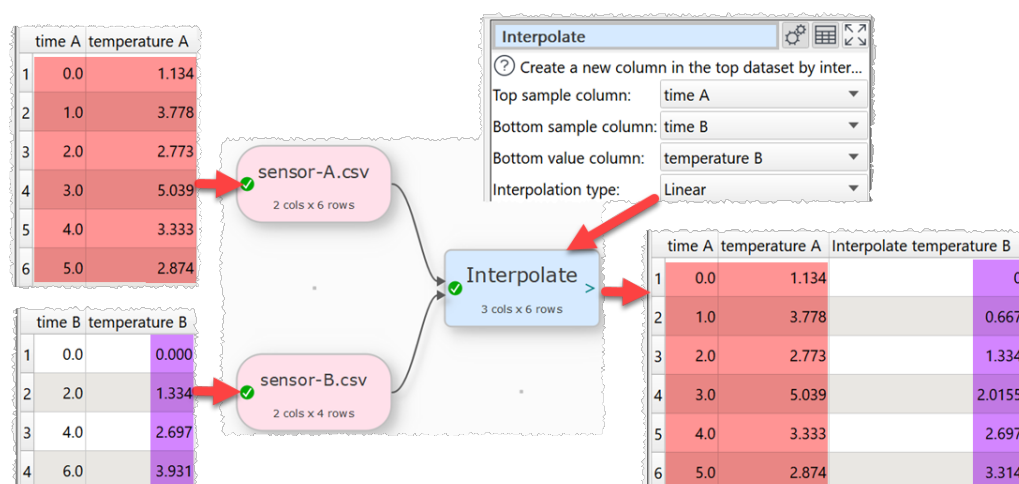 time A temperature A
1 0.0 1.134
2 1.0 3.778
3 2.0 2.773
4 3.0 5.039
5 4.0 3.333
6 5.0 2.874
Interpolate
? Create a new column in the top dataset by inter...
Top sample column: time A
Bottom sample column: time B
Bottom value column: temperature B
Interpolation type: Linear
sensor-A.csv
2 cols x 6 rows
Interpolate
>
3 cols x 6 rows
sensor-B.csv
2 cols x 4 rows
time B temperature B
1 0.0 0.000
2 2.0 1.334
3 4.0 2.697
4 6.0 3.931
time A temperature A Interpolate temperature B
1 0.0 1.134 0
2 1.0 3.778 0.667
3 2.0 2.773 1.334
4 3.0 5.039 2.0155
5 4.0 3.333 2.697
6 5.0 2.874 3.314